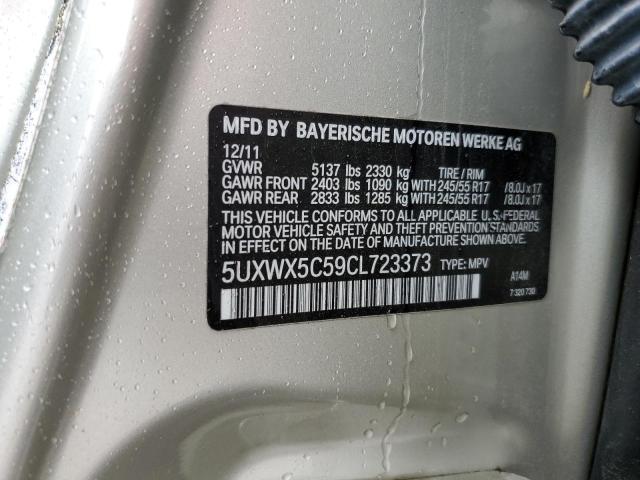 MFD BY BAYERISCHE MOTOREN WERKE AG
12/11
GVWR 5137 lbs 2330 kg TIRE / RIM
GAWR FRONT 2403 lbs 1090 kg WITH 245/55 R17 / 8.0J x 17
GAWR REAR 2833 lbs 1285 kg WITH 245/55 R17 / 8.0J x 17
THIS VEHICLE CONFORMS TO ALL APPLICABLE U.S. FEDERAL
MOTOR VEHICLE SAFETY AND THEFT PREVENTION STANDARDS
IN EFFECT ON THE DATE OF MANUFACTURE SHOWN ABOVE.
5UXWX5C59CL723373 TYPE: MPV
A14M
7 320 730